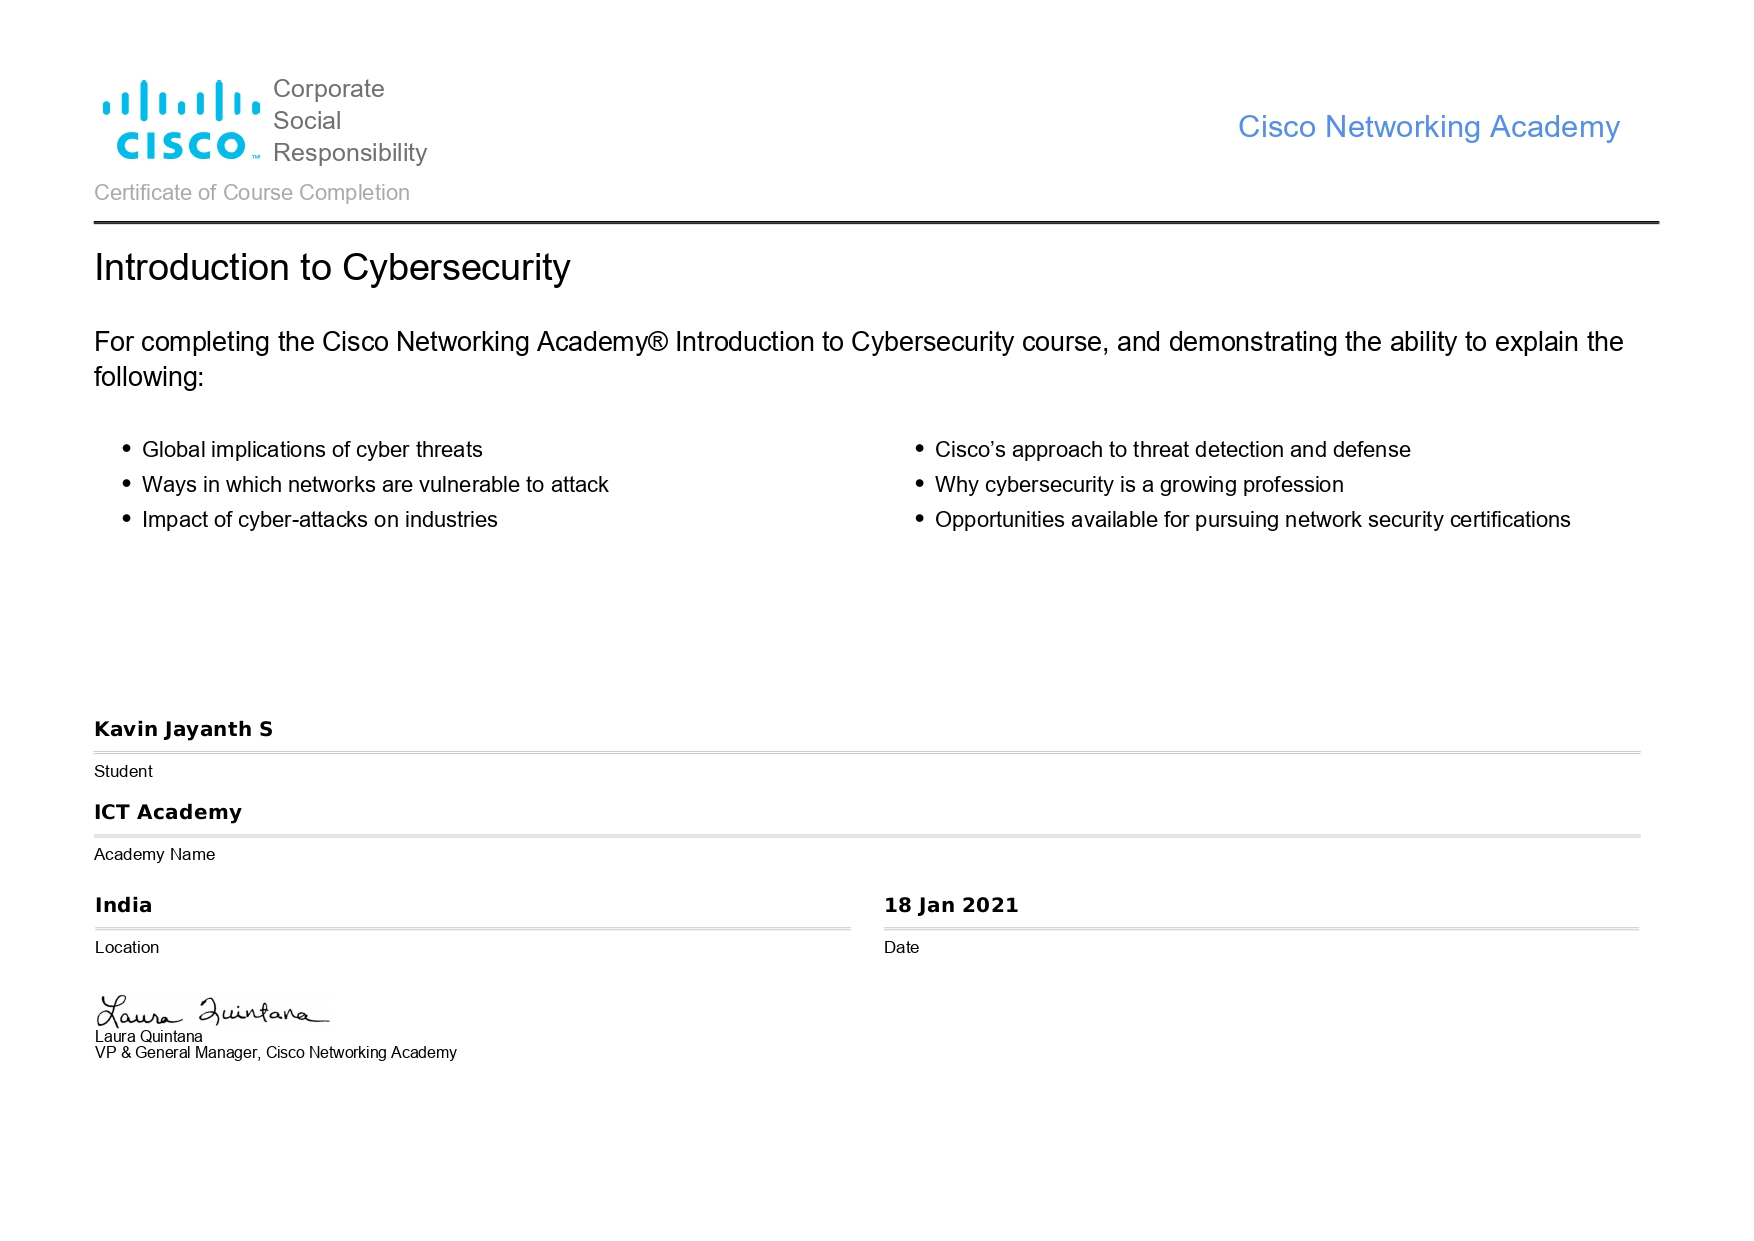 Corporate
Social
Responsibility
CISCO™
Cisco Networking Academy
Certificate of Course Completion
Introduction to Cybersecurity
For completing the Cisco Networking Academy® Introduction to Cybersecurity course, and demonstrating the ability to explain the
following:
• Global implications of cyber threats
• Ways in which networks are vulnerable to attack
• Impact of cyber-attacks on industries
• Cisco’s approach to threat detection and defense
• Why cybersecurity is a growing profession
• Opportunities available for pursuing network security certifications
Kavin Jayanth S
Student
ICT Academy
Academy Name
India
Location
18 Jan 2021
Date
Laura Quintana
Laura Quintana
VP & General Manager, Cisco Networking Academy